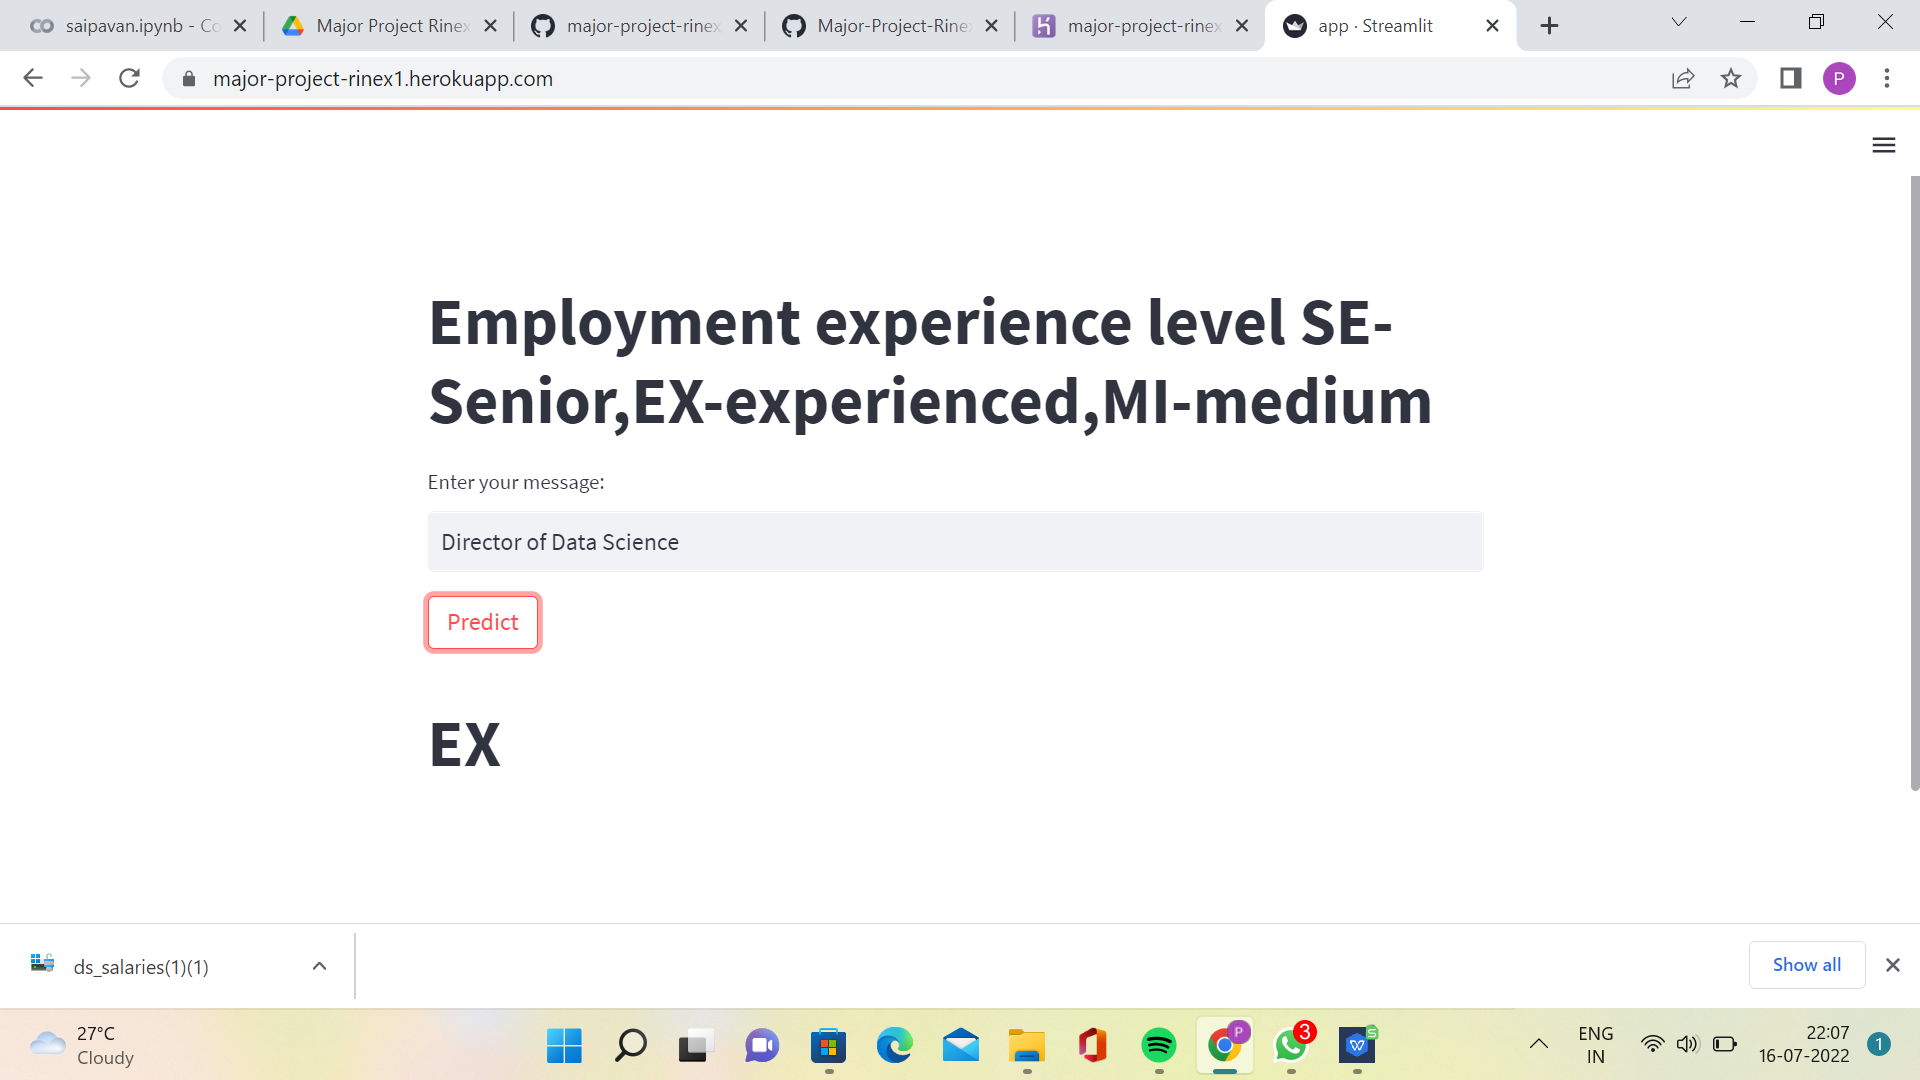 saipavan.ipynb - Co
Major Project Rinex
major-project-rinex
Major-Project-Rine
major-project-rinex
app · Streamlit
major-project-rinex1.herokuapp.com
P
Employment experience level SE-
Senior,EX-experienced,MI-medium
Enter your message:
Director of Data Science
Predict
EX
ds_salaries(1)(1)
Show all
27°C
Cloudy
P
3
S
W
ENG
IN
22:07
16-07-2022
1